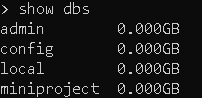 > show dbs
admin        0.000GB
config       0.000GB
local        0.000GB
miniproject  0.000GB